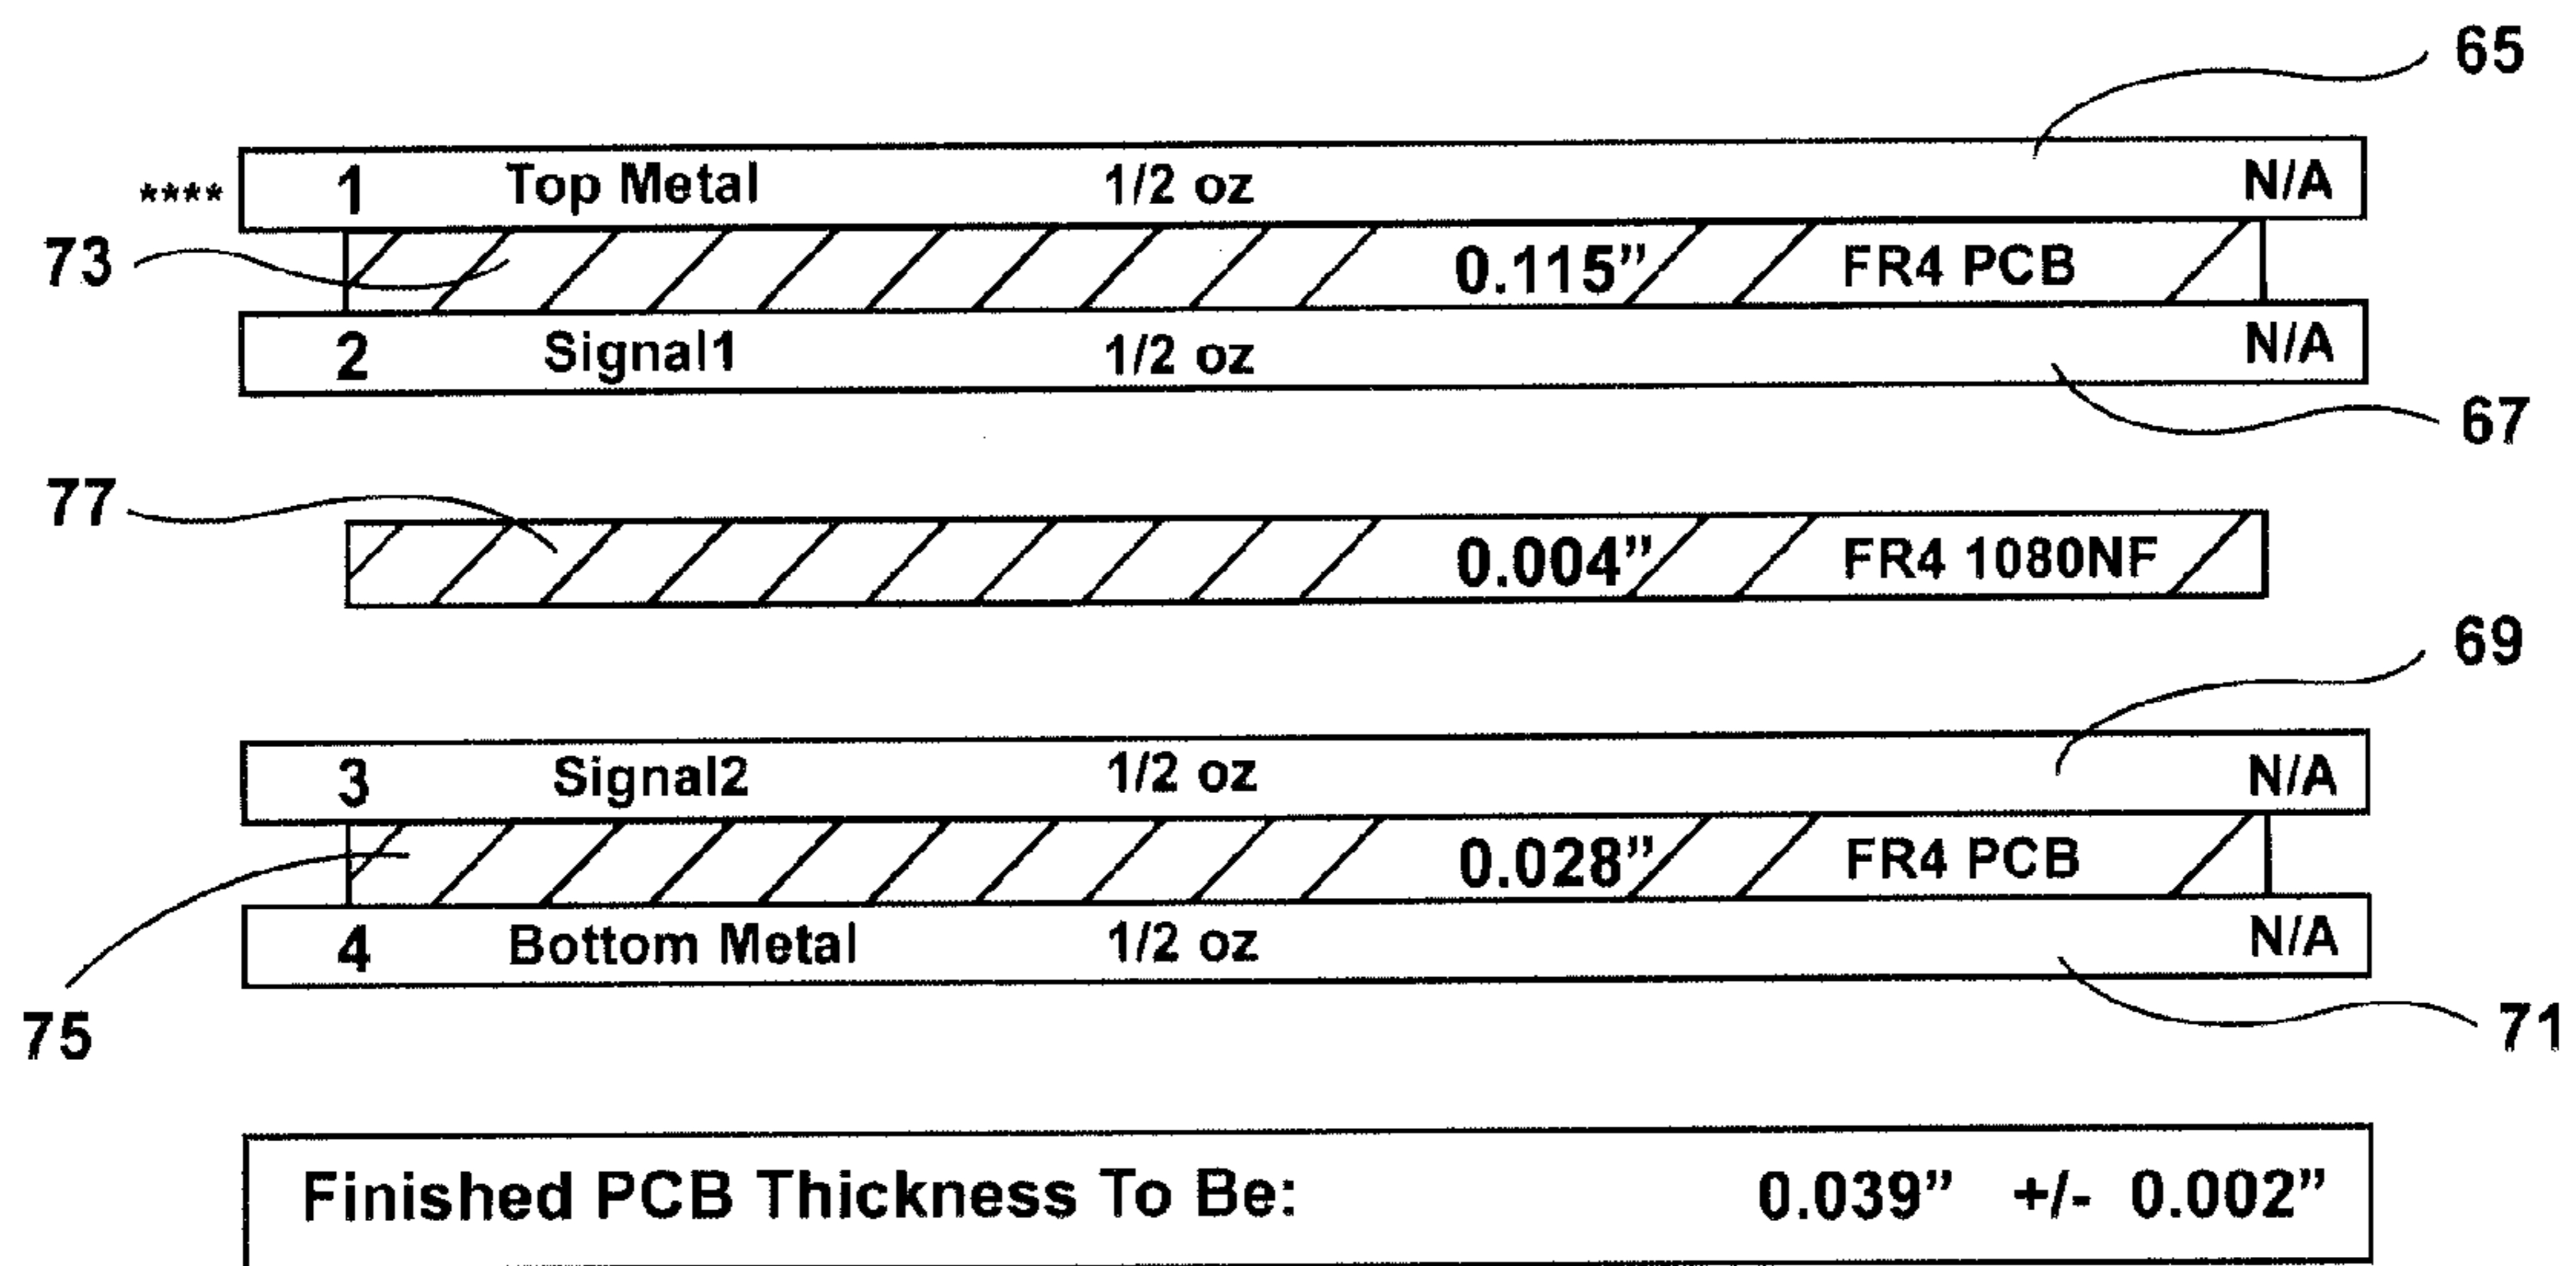 65
**** 1 Top Metal 1/2 oz N/A
73 0.115” FR4 PCB
2 Signal1 1/2 oz N/A
67
77 0.004” FR4 1080NF
69
3 Signal2 1/2 oz N/A
0.028” FR4 PCB
4 Bottom Metal 1/2 oz N/A
75 71
Finished PCB Thickness To Be: 0.039” +/- 0.002”